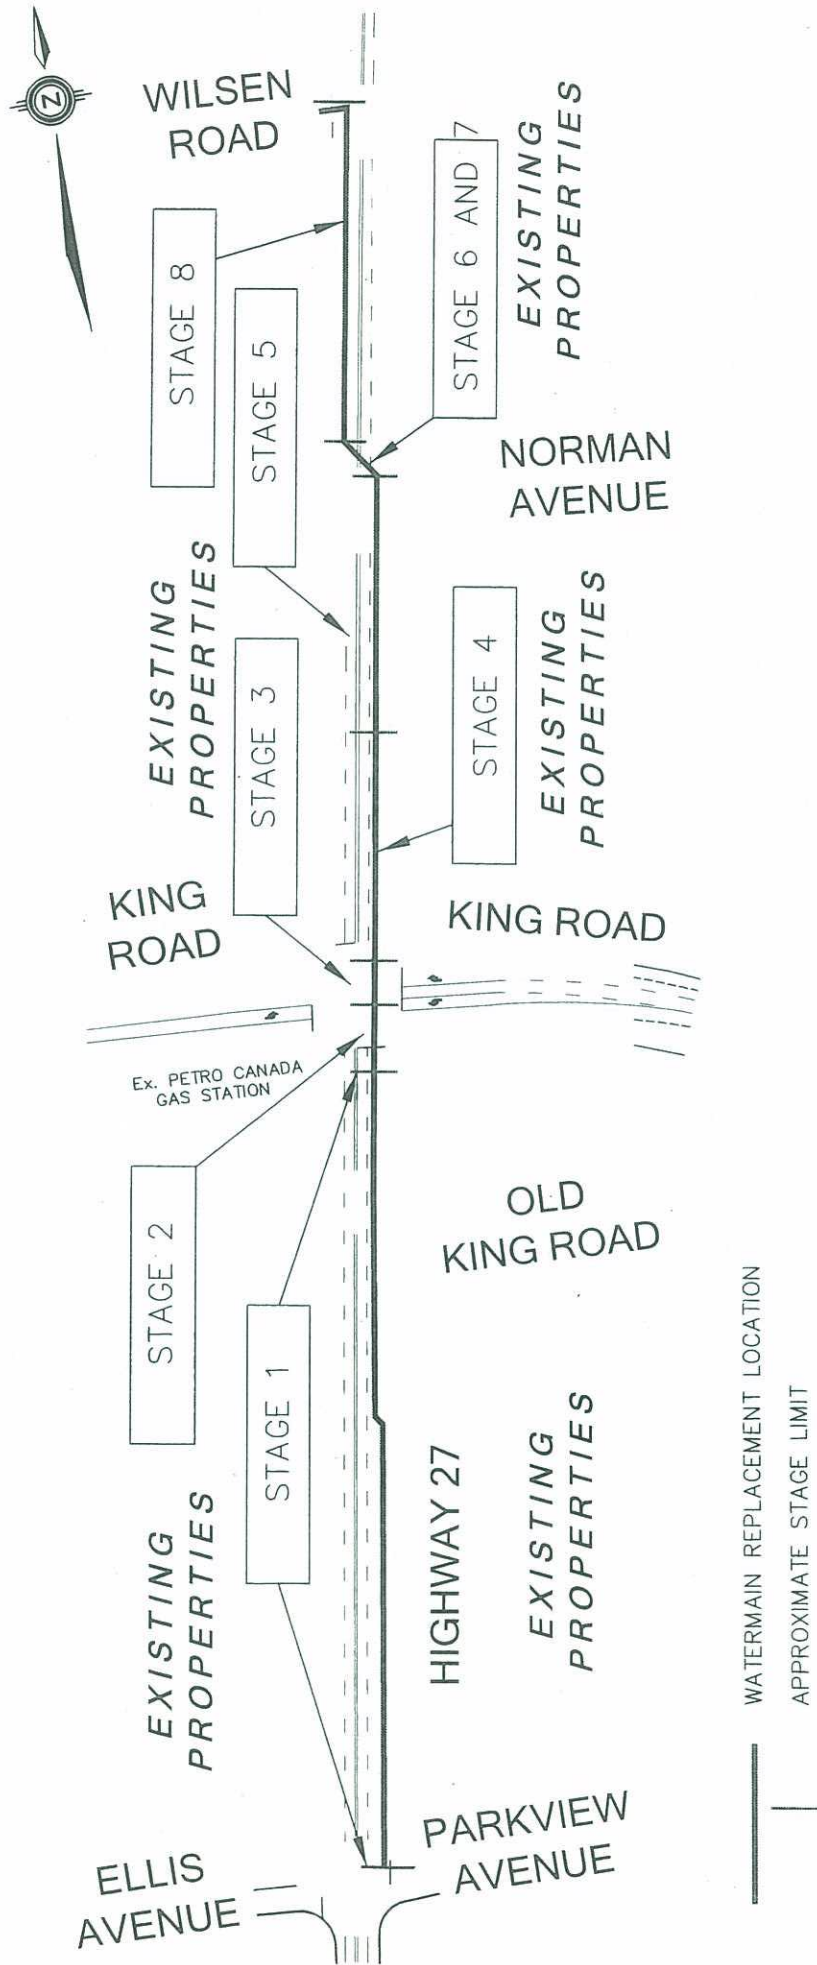 N
WILSEN
ROAD
STAGE 8
STAGE 6 AND 7
EXISTING
PROPERTIES
STAGE 5
NORMAN
AVENUE
EXISTING
PROPERTIES
STAGE 3
STAGE 4
EXISTING
PROPERTIES
KING
ROAD
KING ROAD
Ex. PETRO CANADA
GAS STATION
STAGE 2
OLD
KING ROAD
STAGE 1
EXISTING
PROPERTIES
HIGHWAY 27
EXISTING
PROPERTIES
ELLIS
AVENUE
PARKVIEW
AVENUE
WATERMAIN REPLACEMENT LOCATION
APPROXIMATE STAGE LIMIT